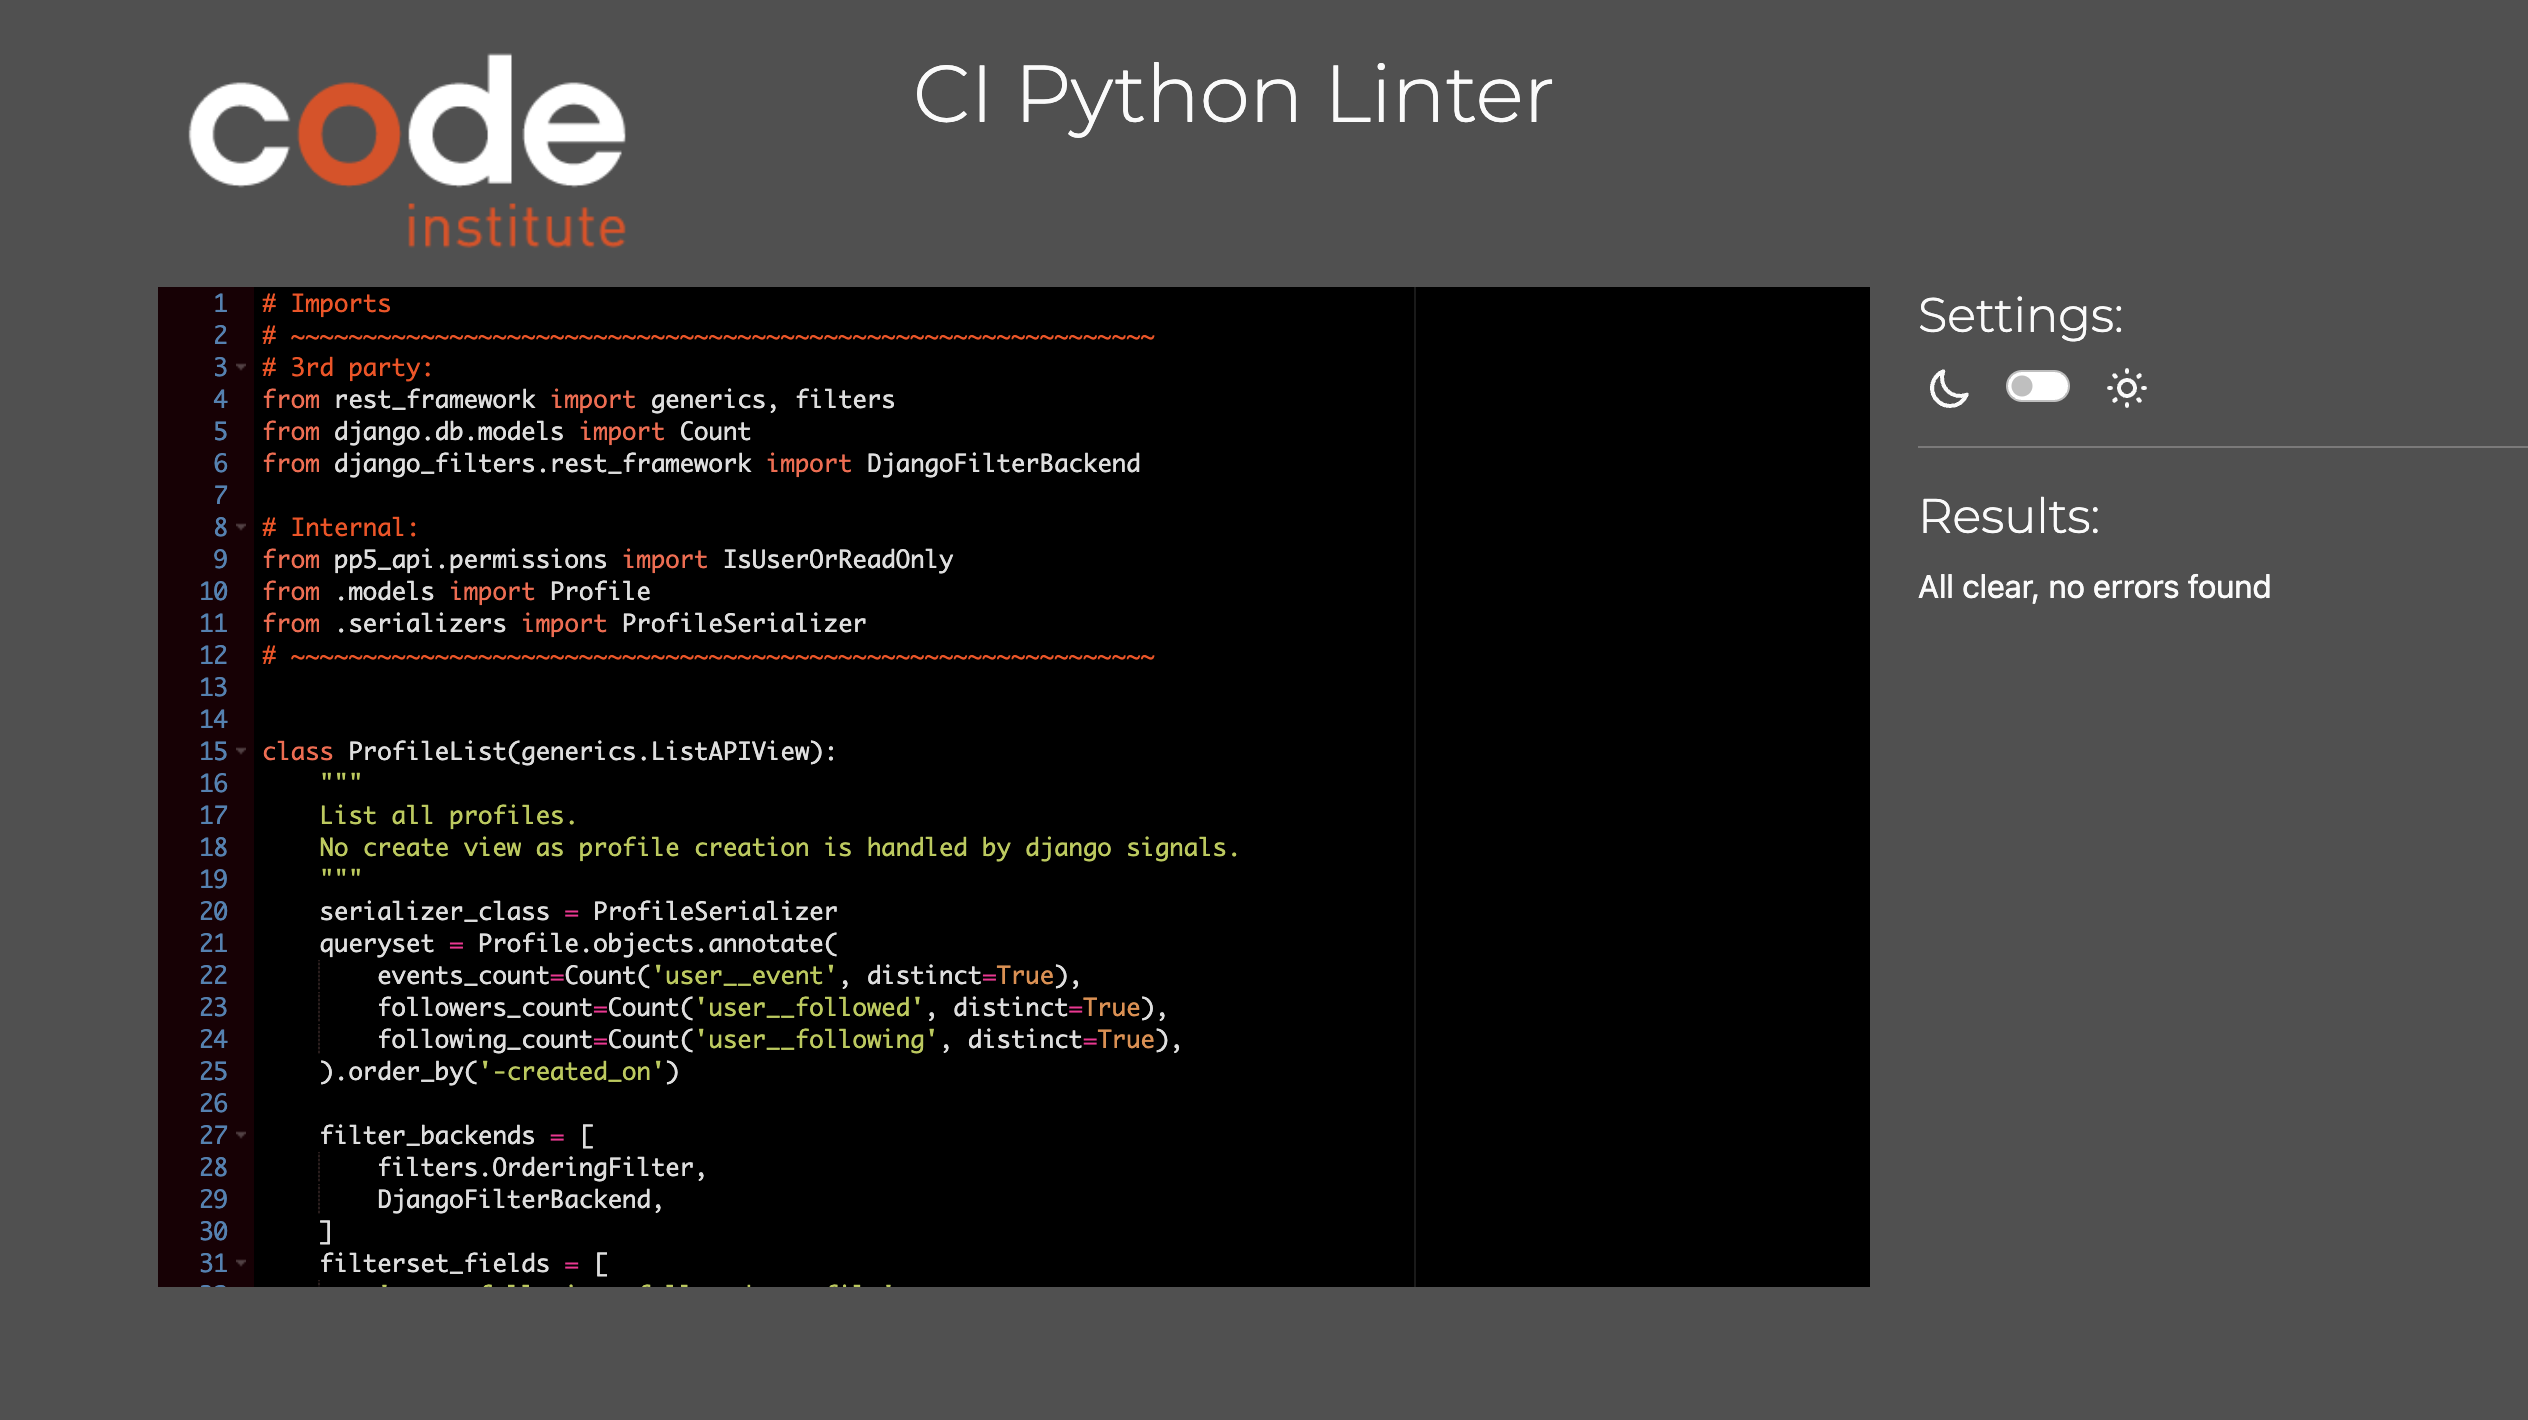 code
institute
CI Python Linter
1 # Imports
2 # ~~~~~~~~~~~~~~~~~~~~~~~~~~~~~~~~~~~~~~~~~~~~~~~~~~~~~~~~~~~~
3 # 3rd party:
4 from rest_framework import generics, filters
5 from django.db.models import Count
6 from django_filters.rest_framework import DjangoFilterBackend
7
8 # Internal:
9 from pp5_api.permissions import IsUserOrReadOnly
10 from .models import Profile
11 from .serializers import ProfileSerializer
12 # ~~~~~~~~~~~~~~~~~~~~~~~~~~~~~~~~~~~~~~~~~~~~~~~~~~~~~~~~~~~~
13
14
15 class ProfileList(generics.ListAPIView):
16     """
17     List all profiles.
18     No create view as profile creation is handled by django signals.
19     """
20     serializer_class = ProfileSerializer
21     queryset = Profile.objects.annotate(
22         events_count=Count('user__event', distinct=True),
23         followers_count=Count('user__followed', distinct=True),
24         following_count=Count('user__following', distinct=True),
25     ).order_by('-created_on')
26
27     filter_backends = [
28         filters.OrderingFilter,
29         DjangoFilterBackend,
30     ]
31     filterset_fields = [
Settings:
Results:
All clear, no errors found